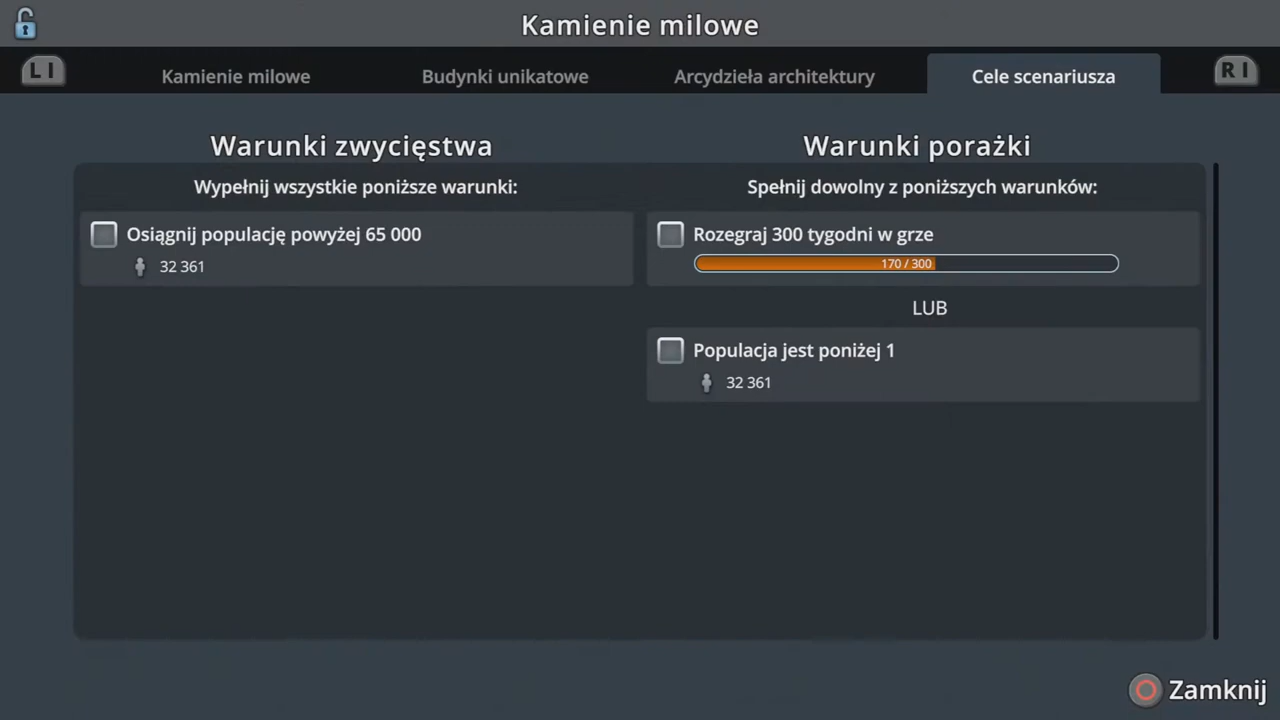 Kamienie milowe
L1
Kamienie milowe
Budynki unikatowe
Arcydzieła architektury
Cele scenariusza
R1
Warunki zwycięstwa
Wypełnij wszystkie poniższe warunki:
Osiągnij populację powyżej 65 000
32 361
Warunki porażki
Spełnij dowolny z poniższych warunków:
Rozegraj 300 tygodni w grze
170 / 300
LUB
Populacja jest poniżej 1
32 361
Zamknij